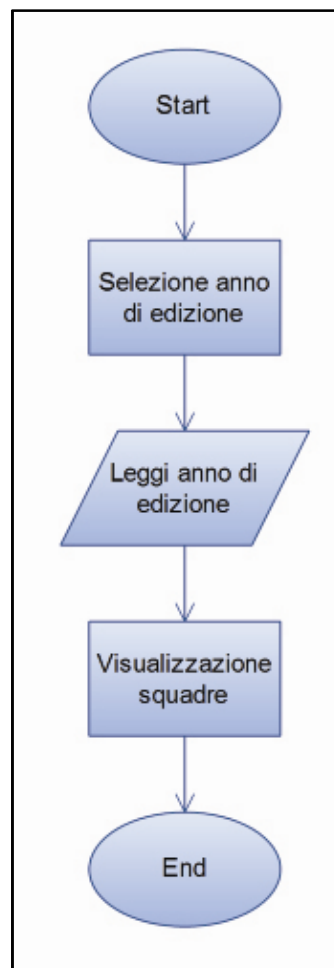 Start
Selezione anno
di edizione
Leggi anno di
edizione
Visualizzazione
squadre
End